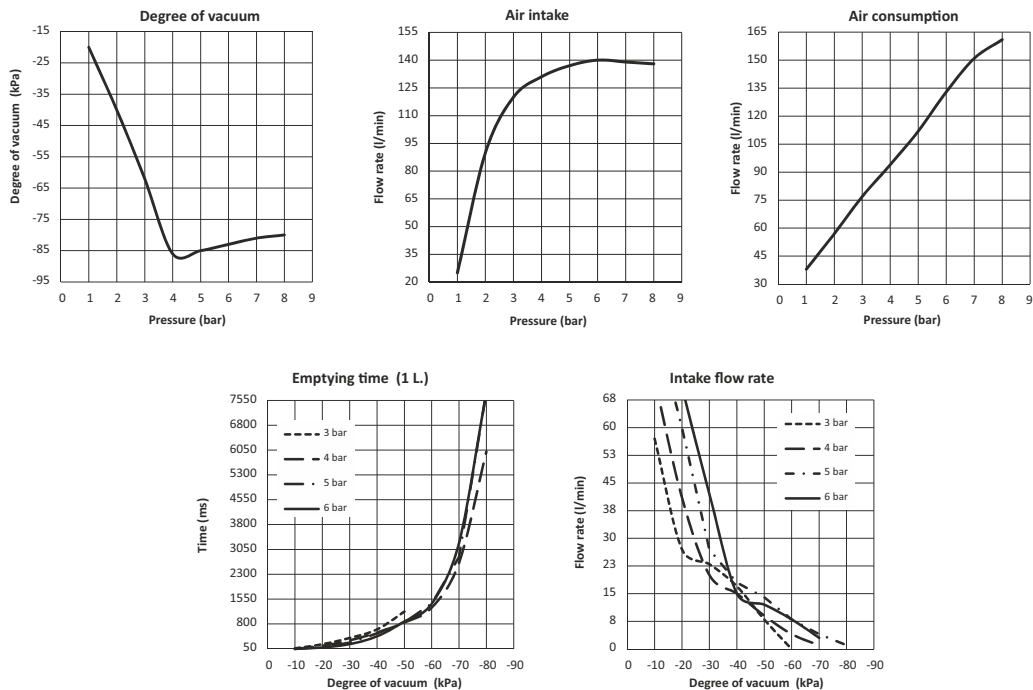 Degree of vacuum
Degree of vacuum (kPa)
-15
-25
-35
-45
-55
-65
-75
-85
-95
0 1 2 3 4 5 6 7 8 9
Pressure (bar)
Air intake
Flow rate (l/min)
155
140
125
110
95
80
65
50
35
20
0 1 2 3 4 5 6 7 8 9
Pressure (bar)
Air consumption
Flow rate (l/min)
165
150
135
120
105
90
75
60
45
30
0 1 2 3 4 5 6 7 8 9
Pressure (bar)
Emptying time (1 L.)
Time (ms)
7550
6800
6050
5300
4550
3800
3050
2300
1550
800
50
3 bar
4 bar
5 bar
6 bar
0 -10 -20 -30 -40 -50 -60 -70 -80 -90
Degree of vacuum (kPa)
Intake flow rate
Flow rate (l/min)
68
60
53
45
38
30
23
15
8
0
3 bar
4 bar
5 bar
6 bar
0 -10 -20 -30 -40 -50 -60 -70 -80 -90
Degree of vacuum (kPa)